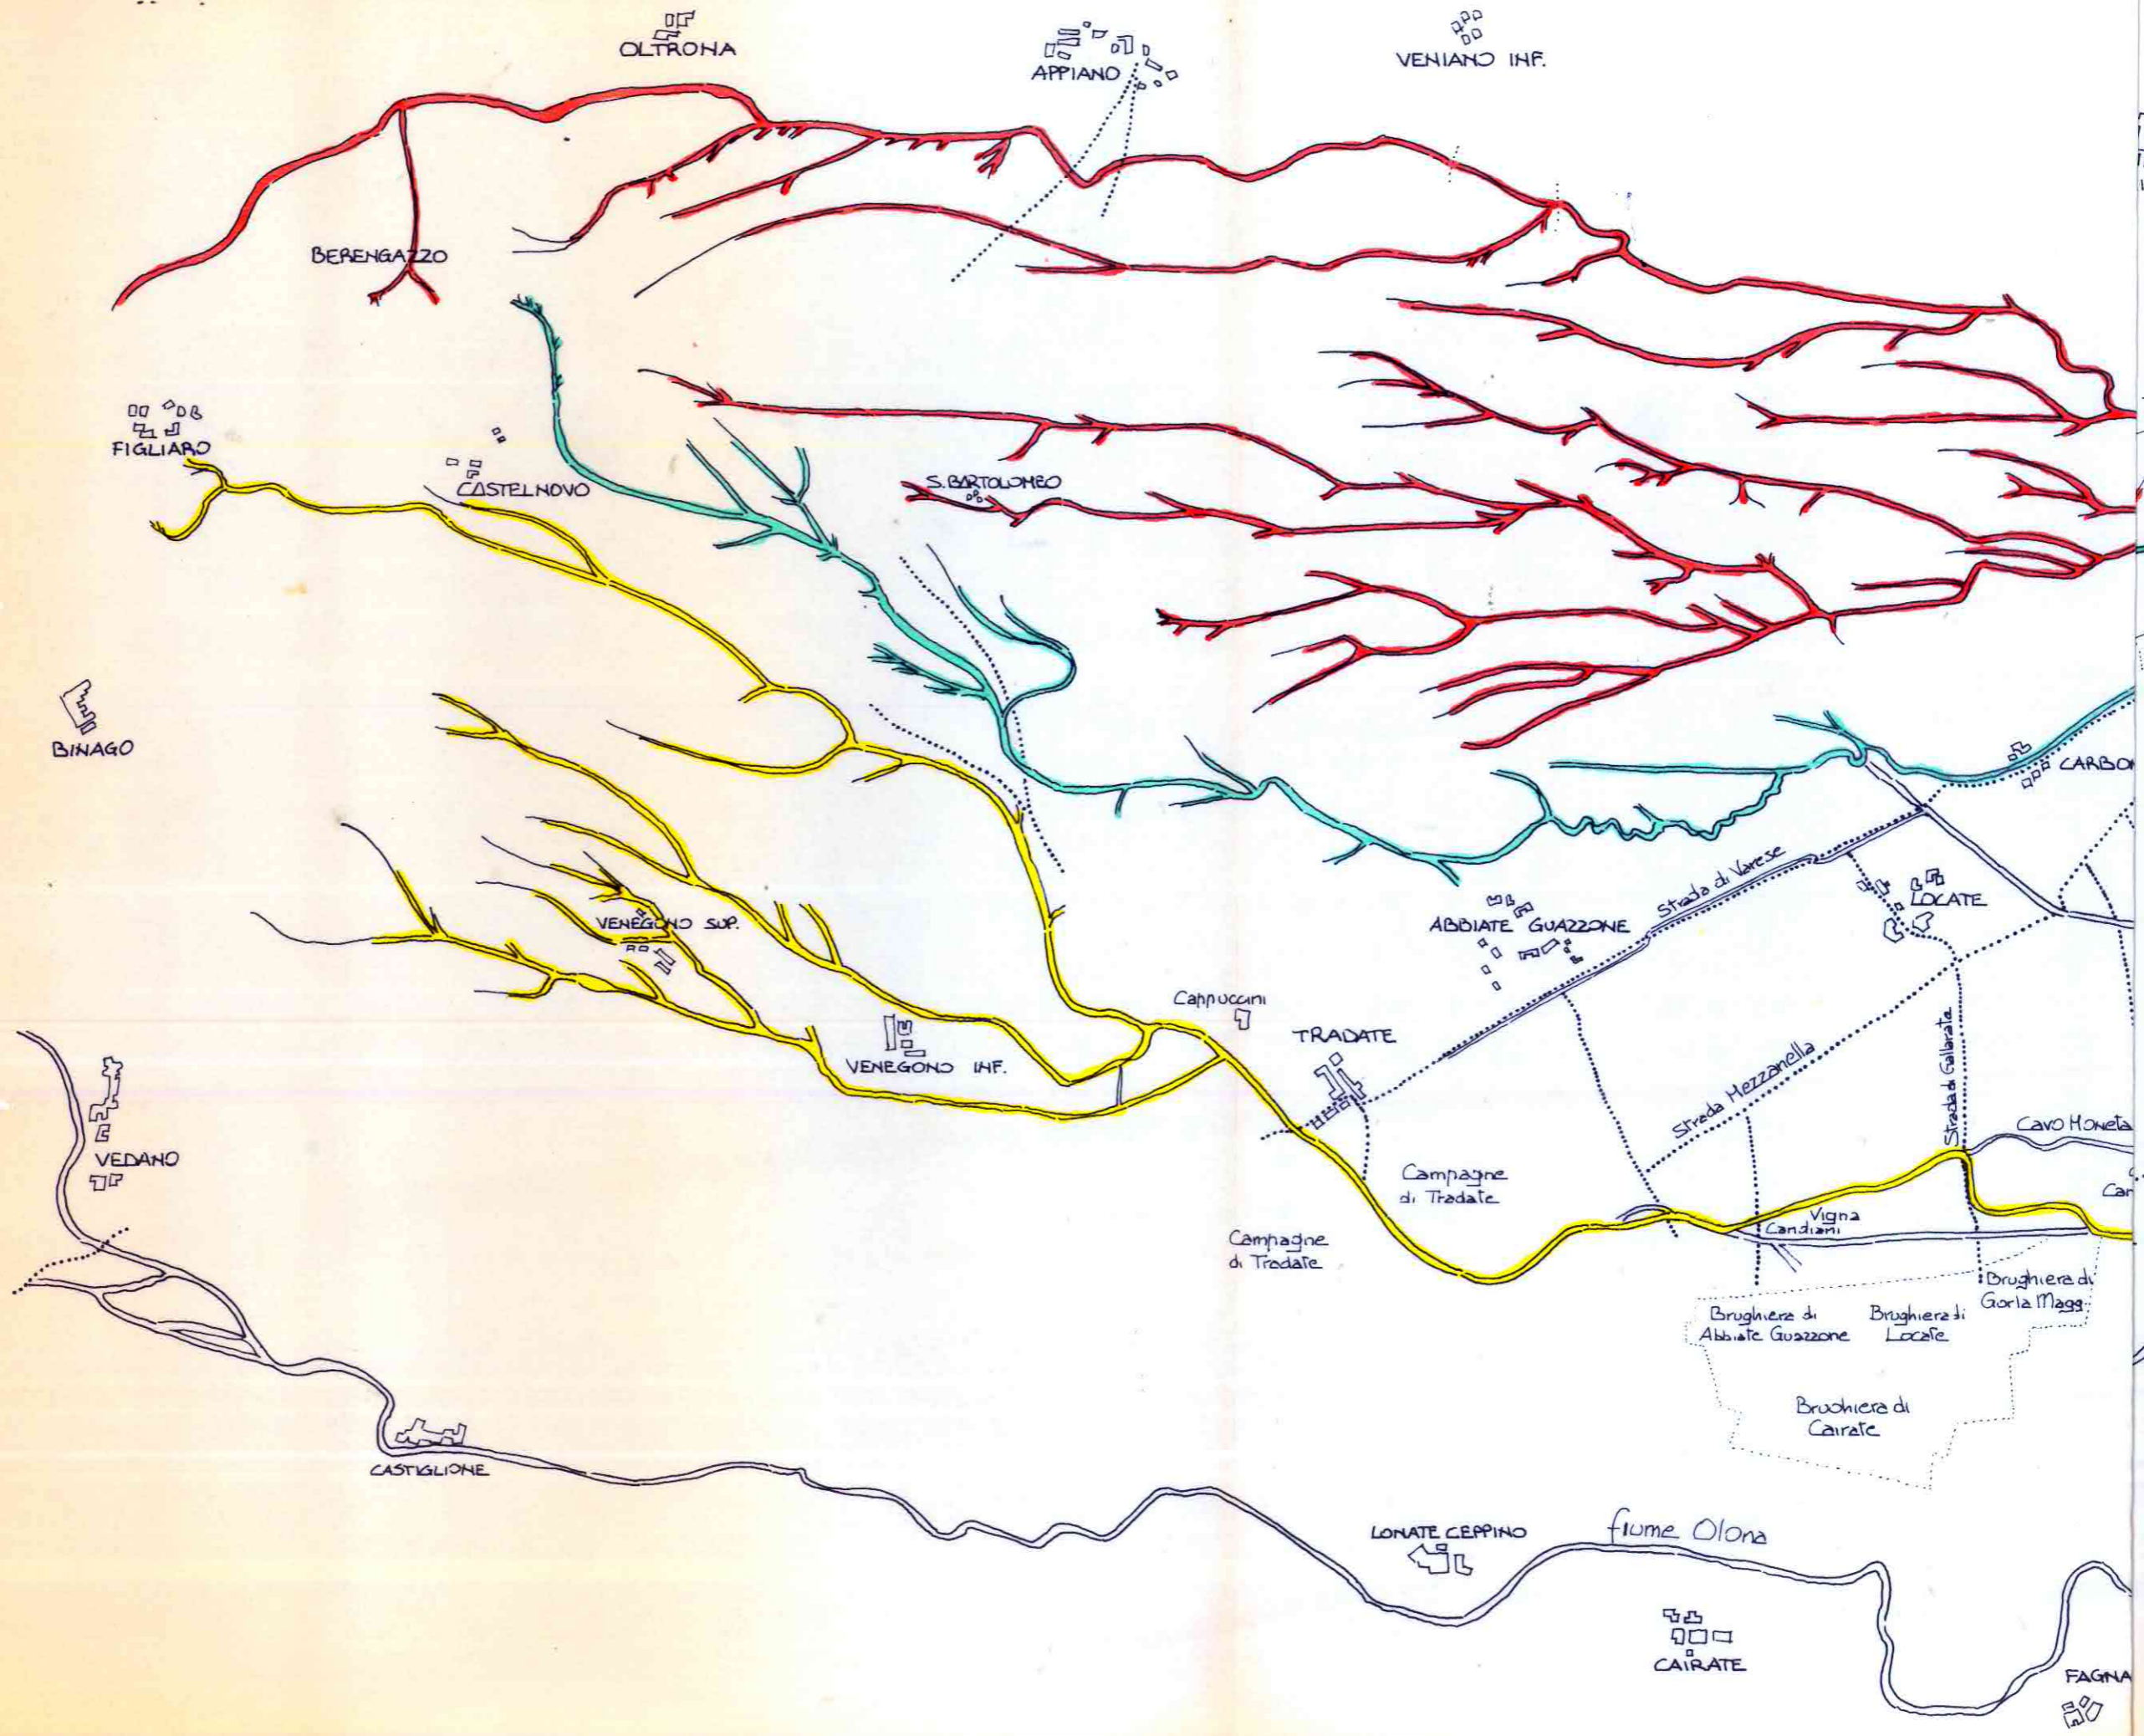 OLTRONA
APPIANO
VENIANO INF.
BERENGAZZO
FIGLIARO
CASTELNOVO
S. BARTOLOMEO
BINAGO
CARBON
Strada di Varese
LOCATE
ABBIATE GUAZZONE
VENEGONO SUP.
Cappuccini
TRADATE
VENEGONO INF.
Strada Mezzanella
Strada di Gallarate
Cavo Moneta
VEDANO
Campagne
di Tradate
Car
Vigna
Candiani
Campagne
di Tradate
Brughiera di
Gorla Magg.
Brughiera di
Abbiate Guazzone
Brughiera di
Locate
Brughiera di
Cairate
CASTIGLIONE
LONATE CEPPINO
fiume Olona
CAIRATE
FAGNA